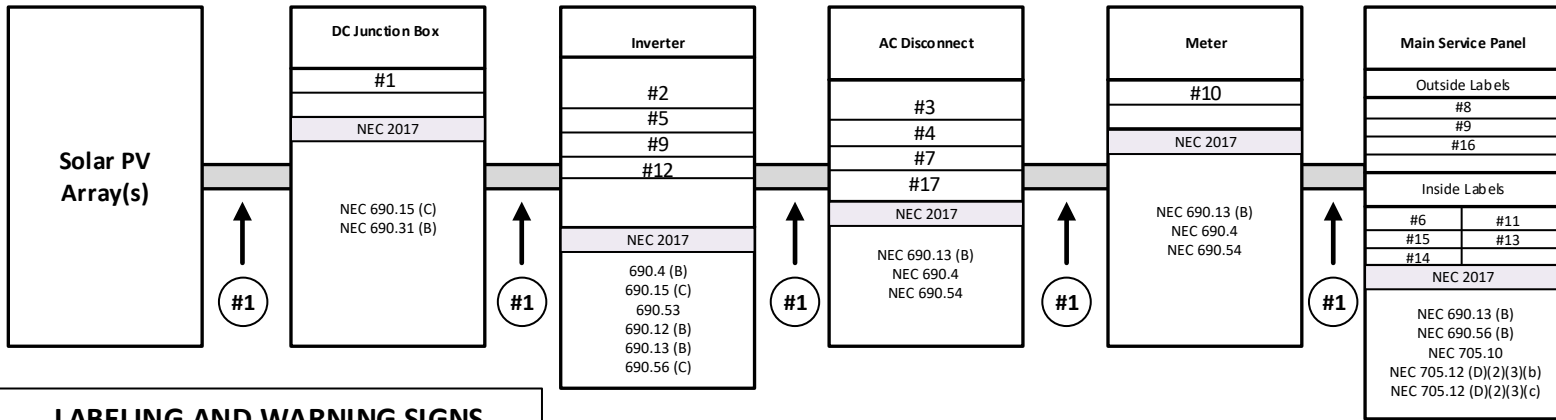 Solar PV
Array(s)
#1
DC Junction Box
#1
NEC 2017
NEC 690.15 (C)
NEC 690.31 (B)
#1
Inverter
#2
#5
#9
#12
NEC 2017
690.4 (B)
690.15 (C)
690.53
690.12 (B)
690.13 (B)
690.56 (C)
#1
AC Disconnect
#3
#4
#7
#17
NEC 2017
NEC 690.13 (B)
NEC 690.4
NEC 690.54
#1
Meter
#10
NEC 2017
NEC 690.13 (B)
NEC 690.4
NEC 690.54
#1
Main Service Panel
Outside Labels
#8
#9
#16
Inside Labels
#6 #11
#15 #13
#14
NEC 2017
NEC 690.13 (B)
NEC 690.56 (B)
NEC 705.10
NEC 705.12 (D)(2)(3)(b)
NEC 705.12 (D)(2)(3)(c)
LABELING AND WARNING SIGNS